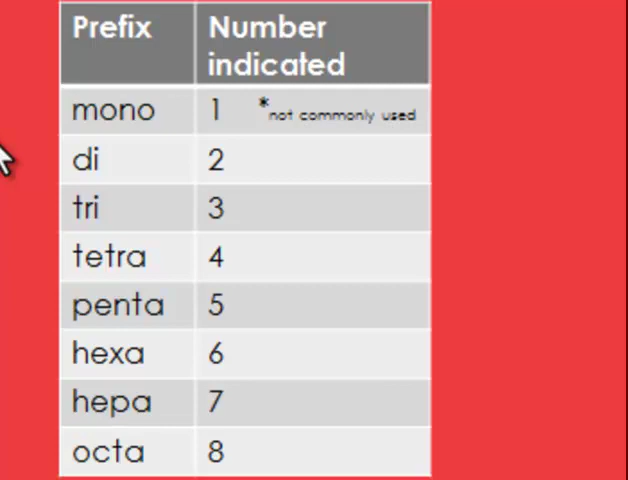 Prefix Number
indicated
mono 1 *not commonly used
di 2
tri 3
tetra 4
penta 5
hexa 6
hepa 7
octa 8